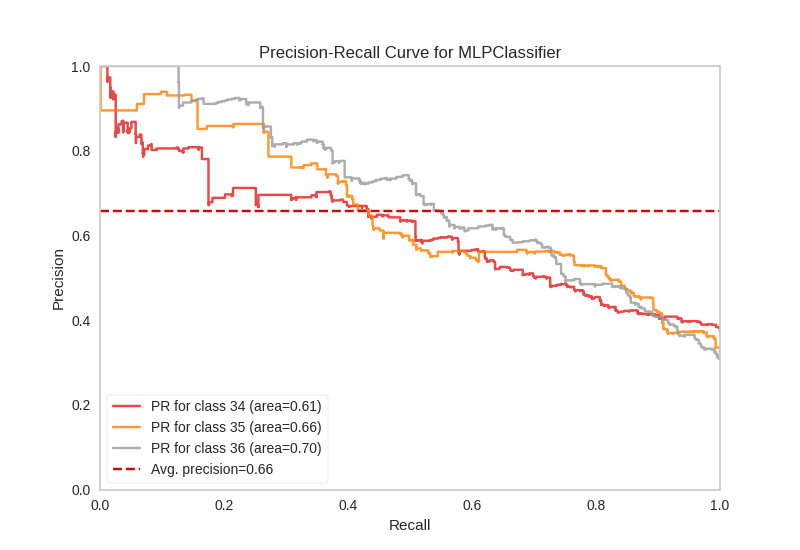 Precision-Recall Curve for MLPClassifier
1.0
0.8
0.6
0.4
0.2
0.0
Precision
PR for class 34 (area=0.61)
PR for class 35 (area=0.66)
PR for class 36 (area=0.70)
Avg. precision=0.66
0.0 0.2 0.4 0.6 0.8 1.0
Recall